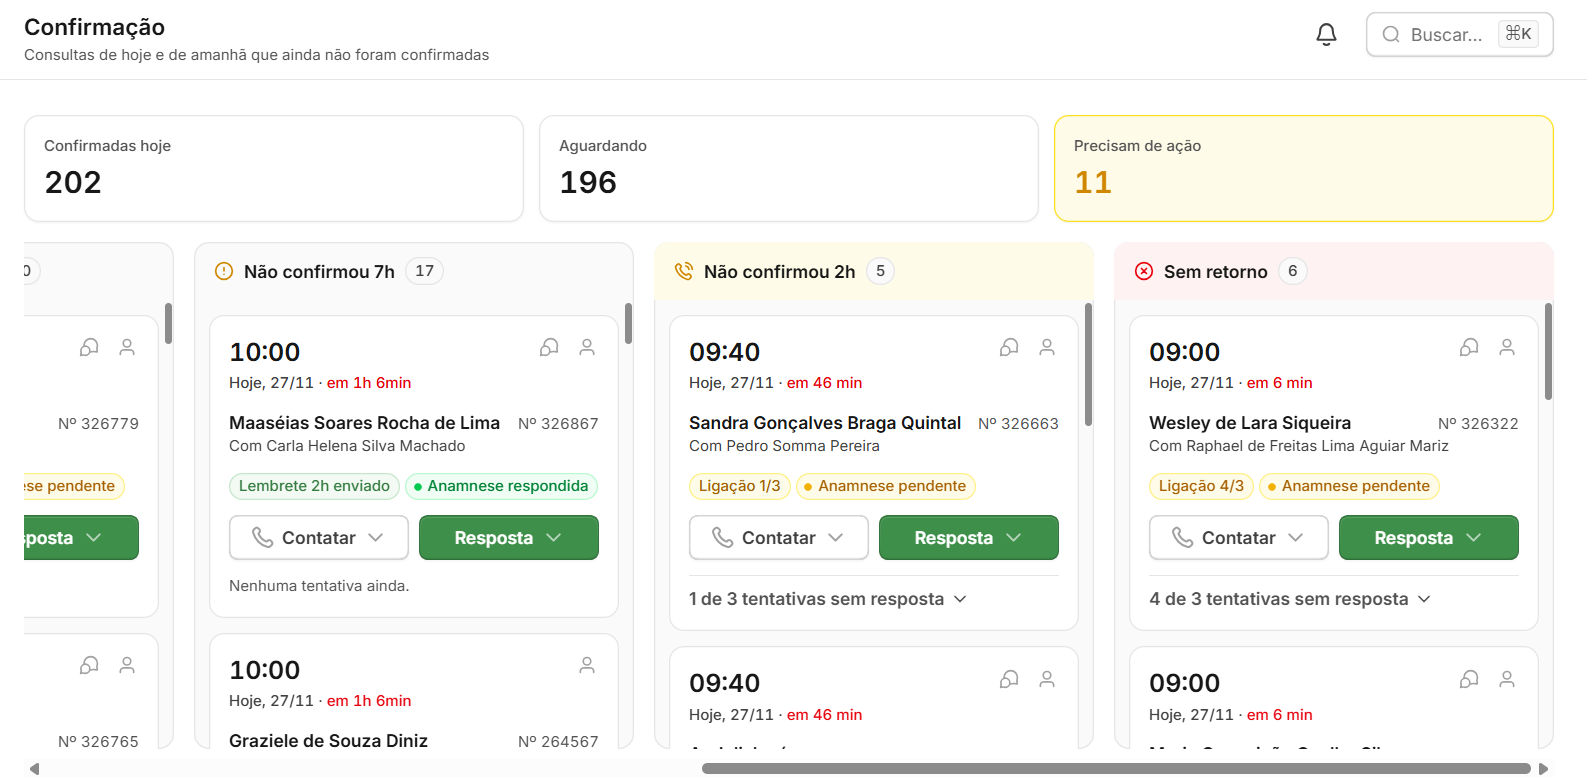 Confirmação
Consultas de hoje e de amanhã que ainda não foram confirmadas
Buscar... ⌘K
Confirmadas hoje
202
Aguardando
196
Precisam de ação
11
Nº 326779
pendente
Nº 326765
Não confirmou 7h 17
10:00
Hoje, 27/11 · em 1h 6min
Maaséias Soares Rocha de Lima Nº 326867
Com Carla Helena Silva Machado
Lembrete 2h enviado Anamnese respondida
Contatar Resposta
Nenhuma tentativa ainda.
10:00
Hoje, 27/11 · em 1h 6min
Graziele de Souza Diniz Nº 264567
Não confirmou 2h 5
09:40
Hoje, 27/11 · em 46 min
Sandra Gonçalves Braga Quintal Nº 326663
Com Pedro Somma Pereira
Ligação 1/3 Anamnese pendente
Contatar Resposta
1 de 3 tentativas sem resposta
09:40
Hoje, 27/11 · em 46 min
Sem retorno 6
09:00
Hoje, 27/11 · em 6 min
Wesley de Lara Siqueira Nº 326322
Com Raphael de Freitas Lima Aguiar Mariz
Ligação 4/3 Anamnese pendente
Contatar Resposta
4 de 3 tentativas sem resposta
09:00
Hoje, 27/11 · em 6 min